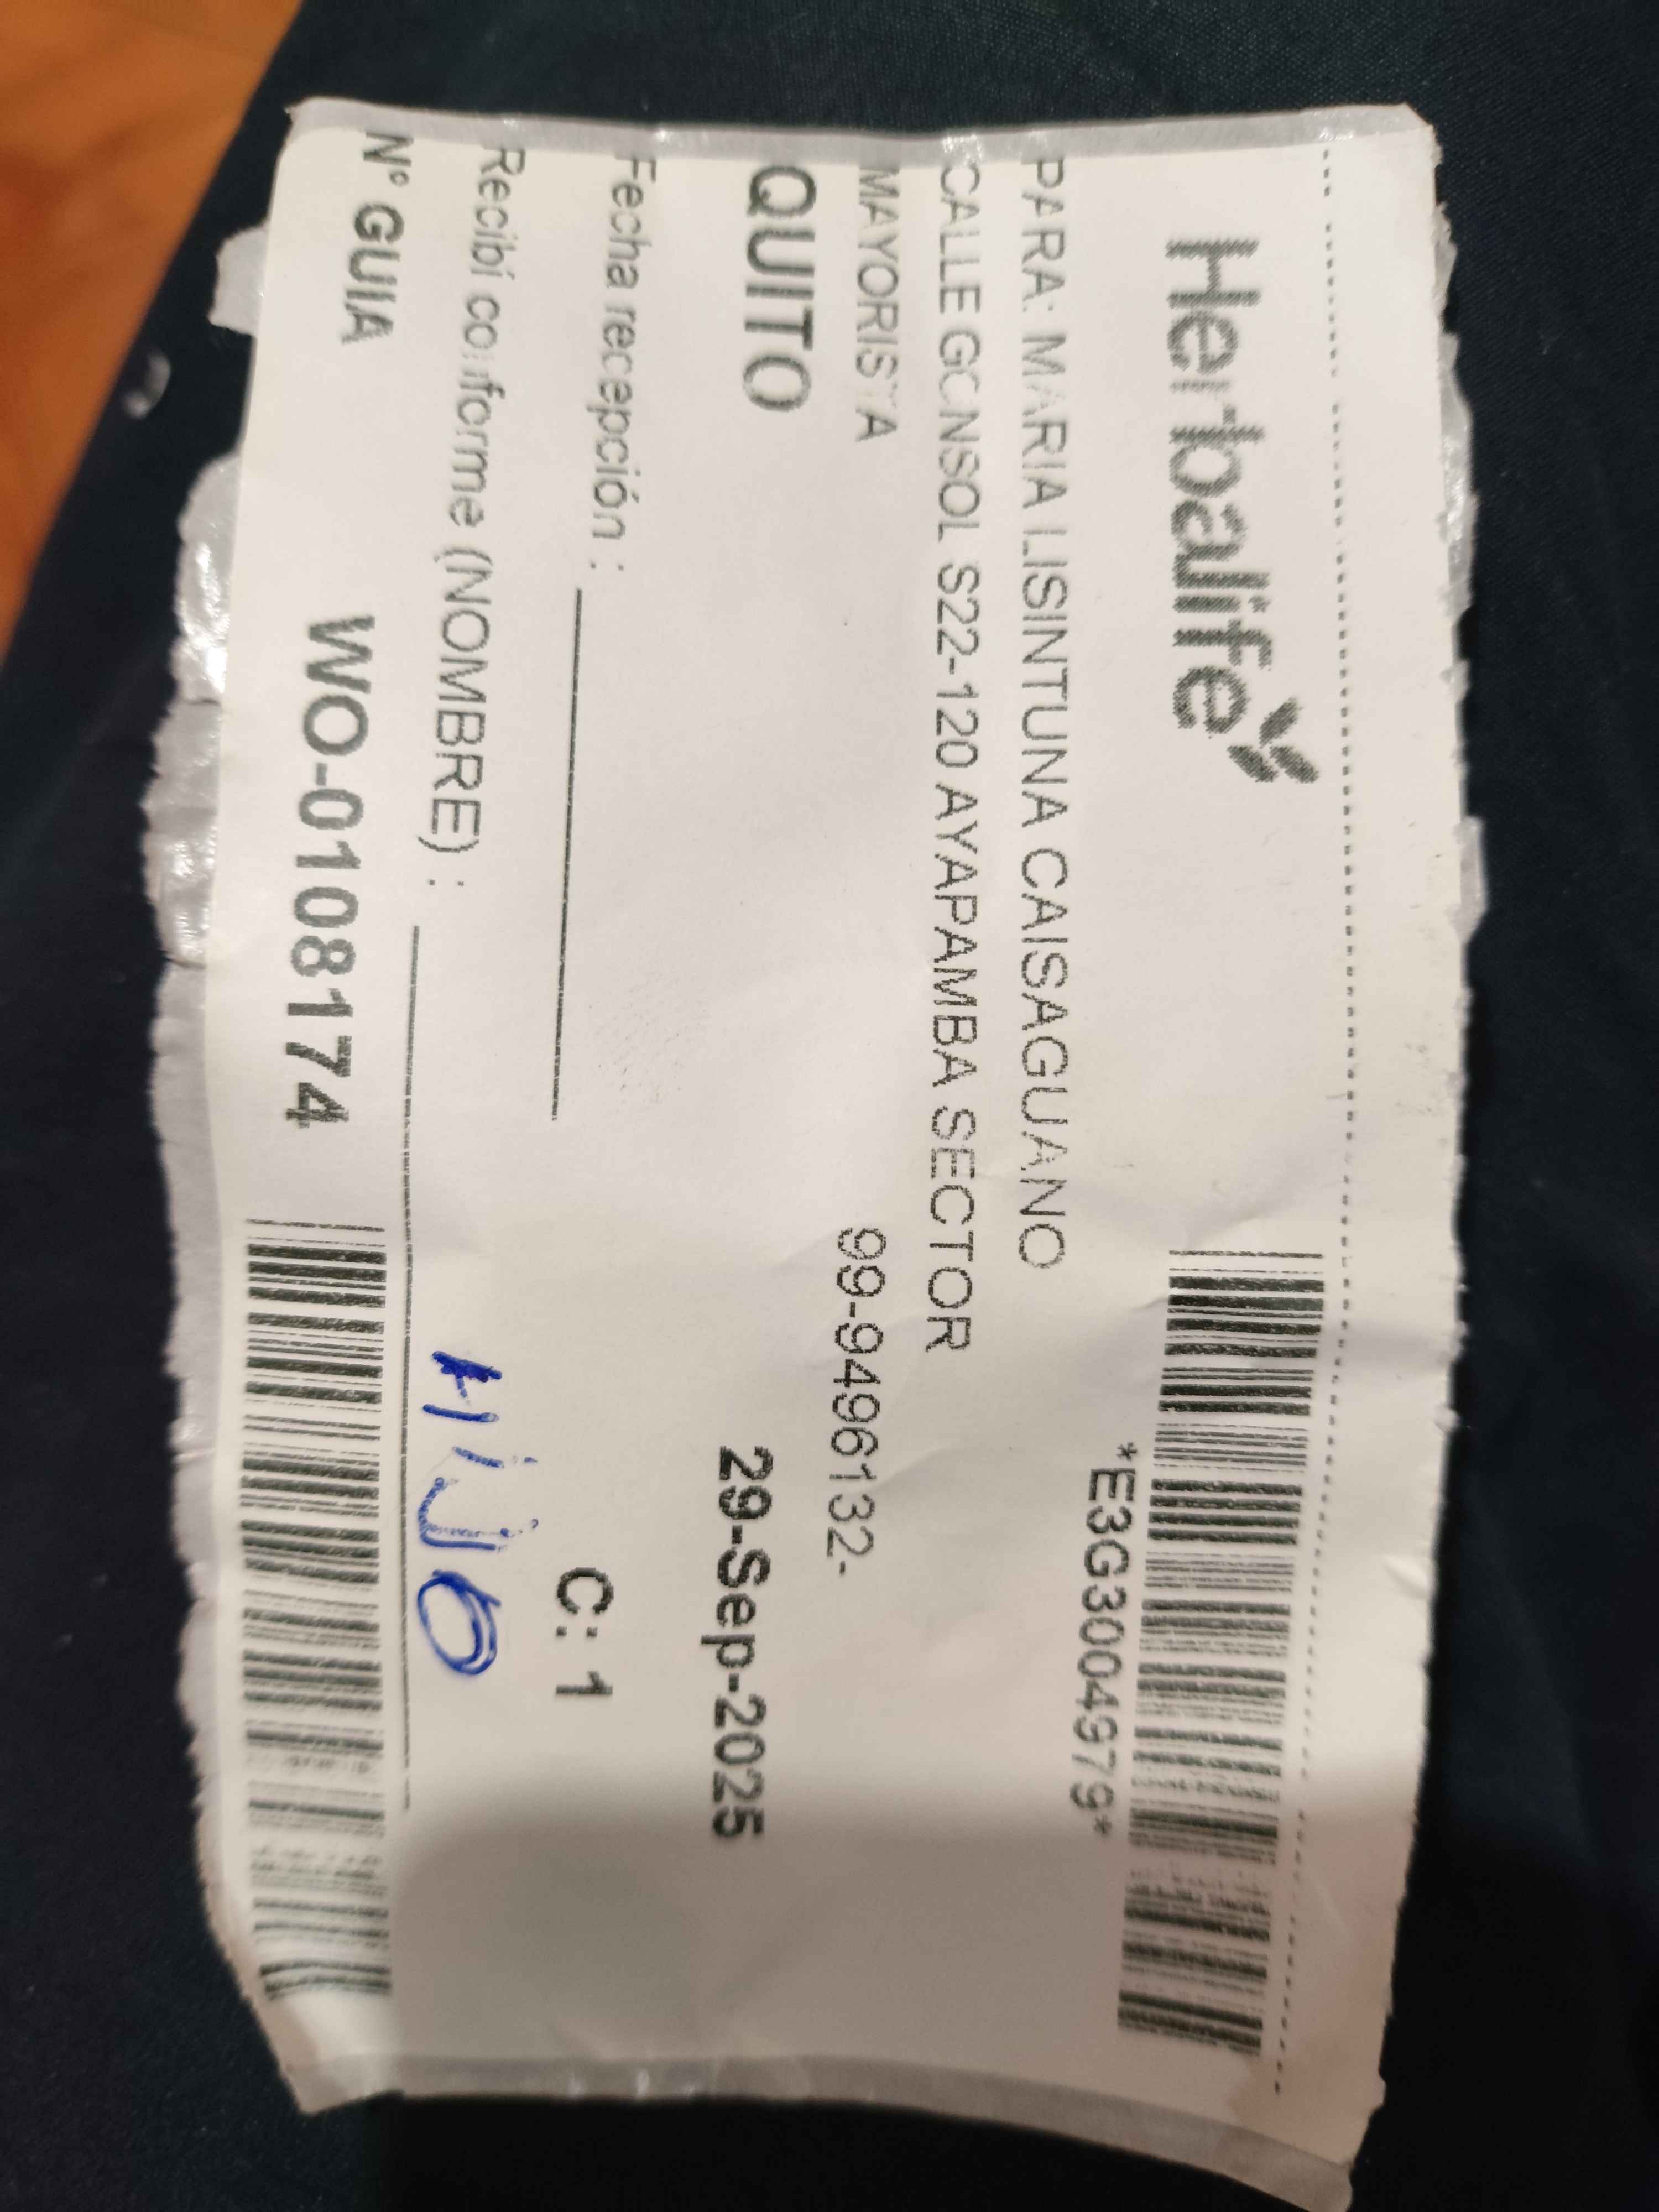 Herbalife
*E3G3004979*
PARA: MARIA LISINTUNA CAISAGUANO
CALLE GONSOL S22-120 AYAPAMBA SECTOR
MAYORISTA 99-9496132-
QUITO 29-Sep-2025
Fecha recepción : C: 1
Recibí conforme (NOMBRE) : HIJO
Nº GUIA WO-0108174